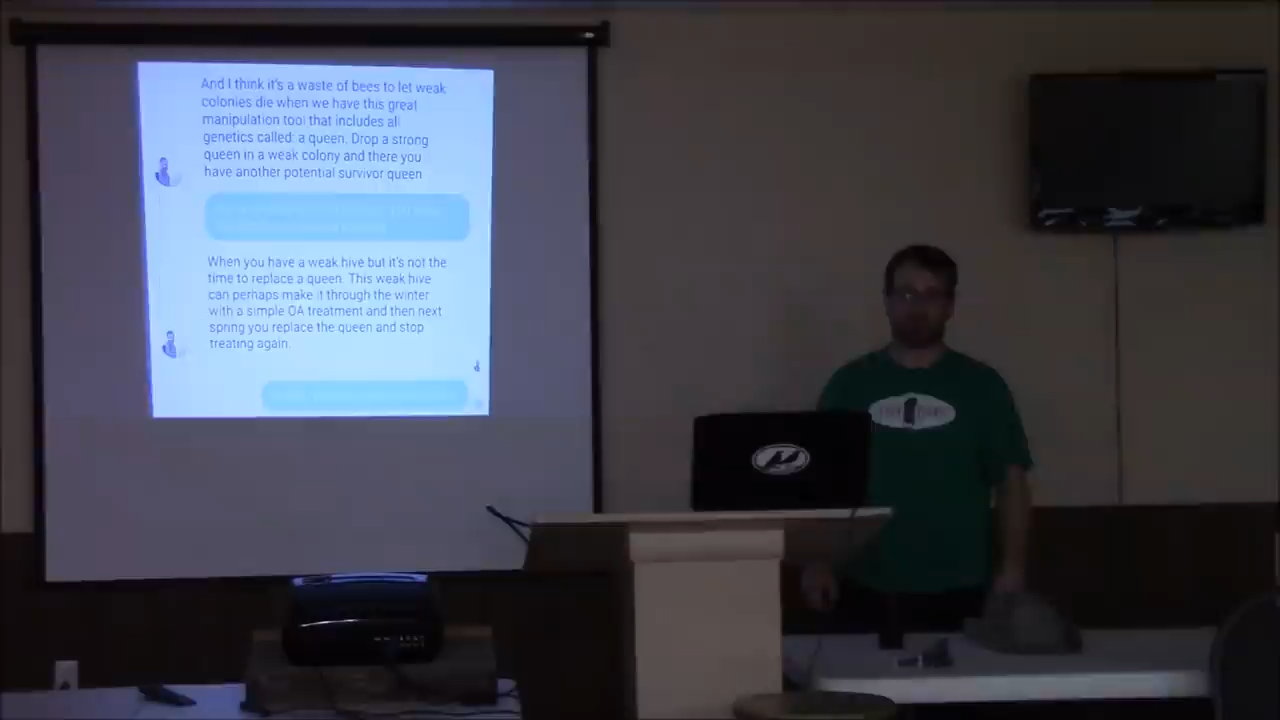 And I think it's a waste of bees to let weak
colonies die when we have this great
manipulation tool that includes all
genetics called: a queen. Drop a strong
queen in a weak colony and there you
have another potential survivor queen
When you have a weak hive but it's not the
time to replace a queen. This weak hive
can perhaps make it through the winter
with a simple OA treatment and then next
spring you replace the queen and stop
treating again.